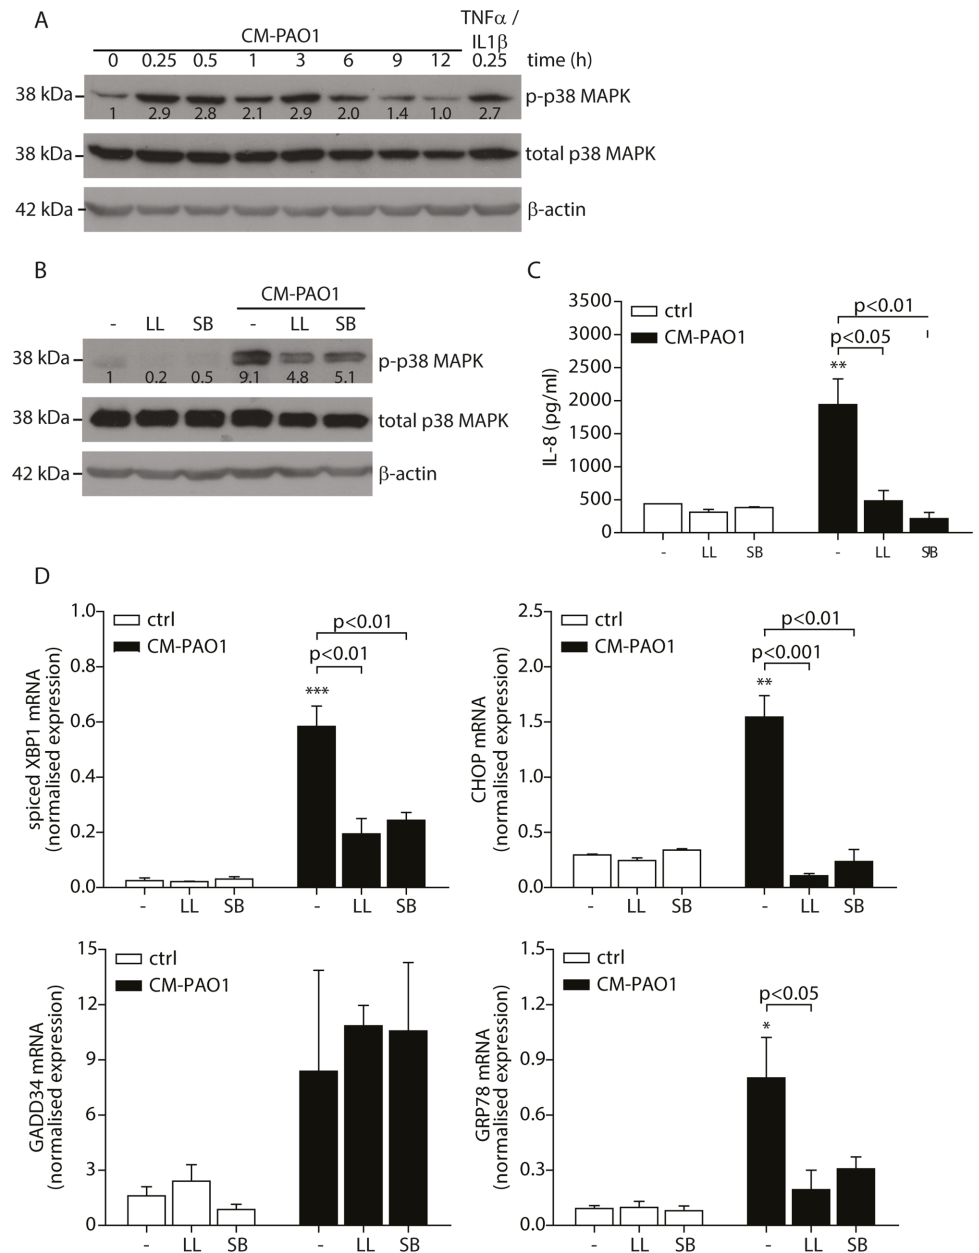 A
CM-PAO1
TNFα /
IL1β
0 0.25 0.5 1 3 6 9 12 0.25 time (h)
38 kDa p-p38 MAPK
1 2.9 2.8 2.1 2.9 2.0 1.4 1.0 2.7
38 kDa total p38 MAPK
42 kDa β-actin
B
CM-PAO1
- LL SB - LL SB
38 kDa p-p38 MAPK
1 0.2 0.5 9.1 4.8 5.1
38 kDa total p38 MAPK
42 kDa β-actin
C
IL-8 (pg/ml)
3500
3000
2500
2000
1500
1000
500
0
ctrl
CM-PAO1
p<0.01
p<0.05
**
- LL SB - LL SB
D
spiced XBP1 mRNA
(normalised expression)
1.0
0.8
0.6
0.4
0.2
0.0
ctrl
CM-PAO1
p<0.01
p<0.01
***
- LL SB - LL SB
CHOP mRNA
(normalised expression)
2.5
2.0
1.5
1.0
0.5
0.0
ctrl
CM-PAO1
p<0.01
p<0.001
**
- LL SB - LL SB
GADD34 mRNA
(normalised expression)
15
12
9
6
3
0
ctrl
CM-PAO1
- LL SB - LL SB
GRP78 mRNA
(normalised expression)
1.5
1.2
0.9
0.6
0.3
0.0
ctrl
CM-PAO1
p<0.05
*
- LL SB - LL SB